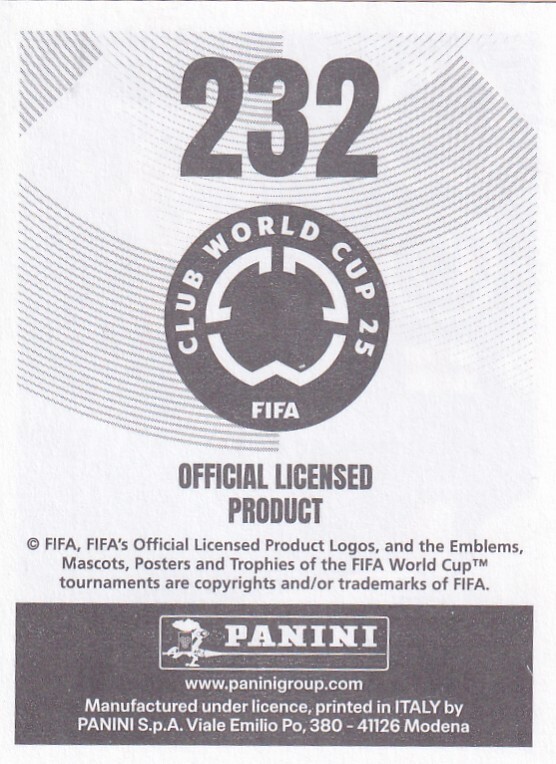 232
CLUB WORLD CUP 25
FIFA
OFFICIAL LICENSED
PRODUCT
© FIFA, FIFA's Official Licensed Product Logos, and the Emblems,
Mascots, Posters and Trophies of the FIFA World Cup™
tournaments are copyrights and/or trademarks of FIFA.
PANINI
www.paninigroup.com
Manufactured under licence, printed in ITALY by
PANINI S.p.A. Viale Emilio Po, 380 - 41126 Modena